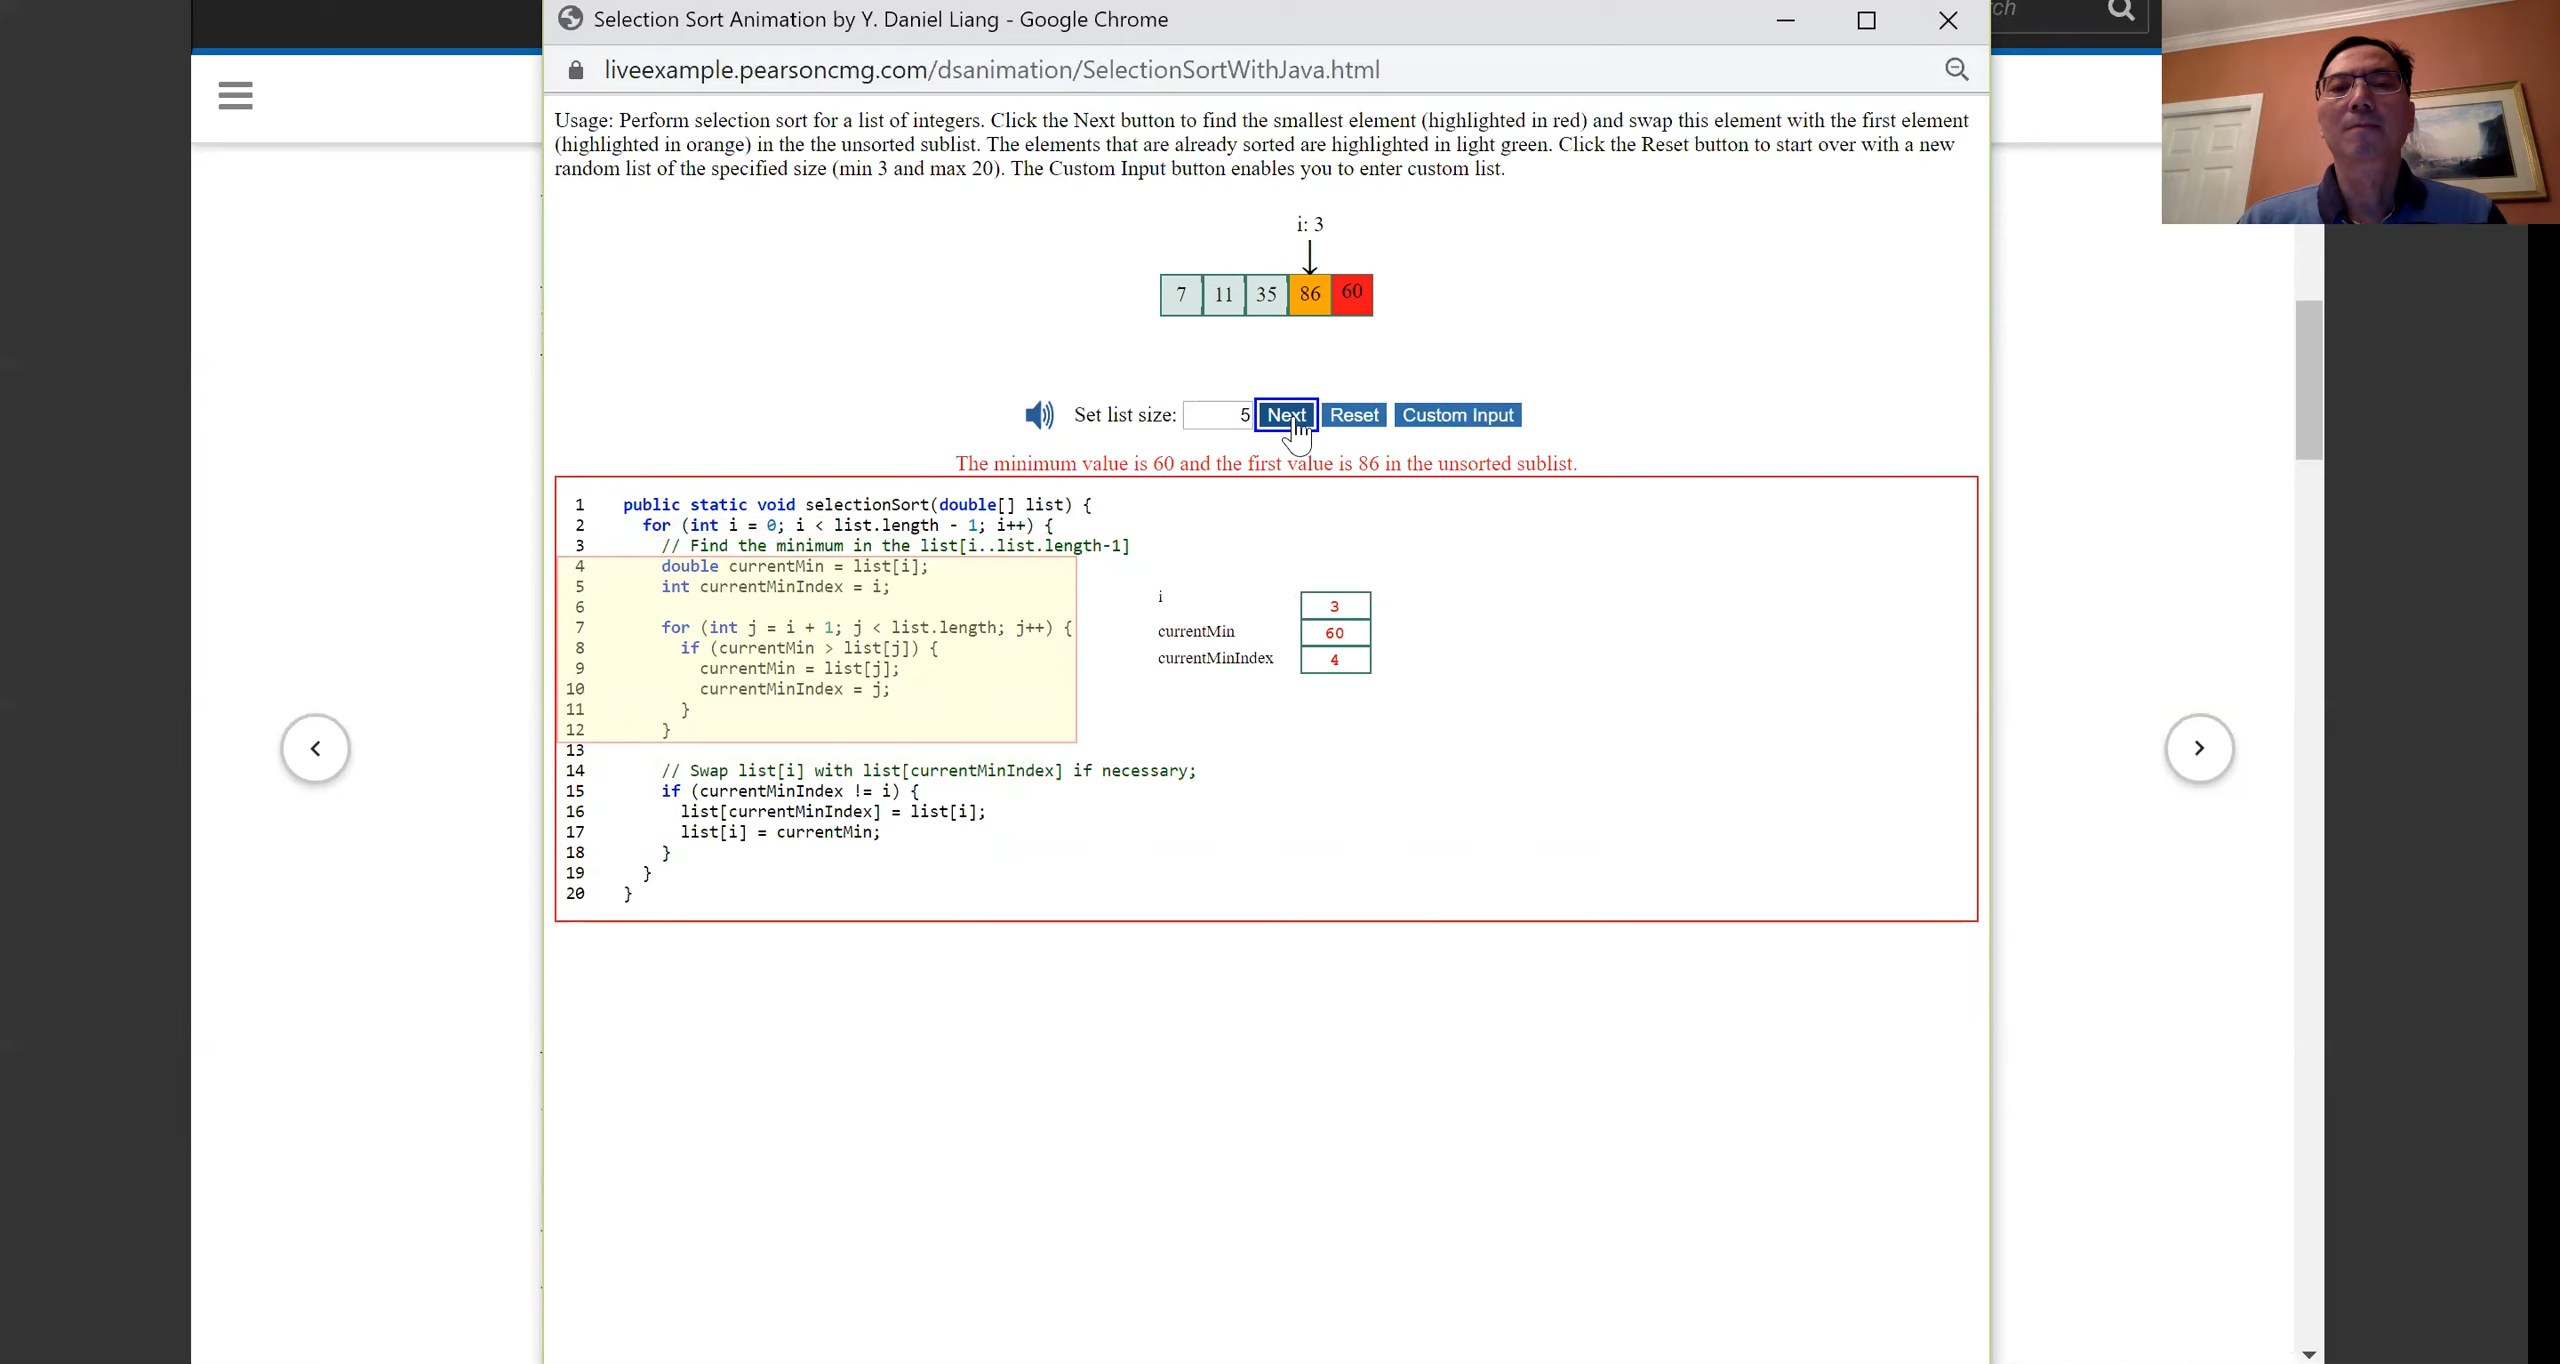 Selection Sort Animation by Y. Daniel Liang - Google Chrome
ch
liveexample.pearsoncmg.com/dsanimation/SelectionSortWithJava.html
Usage: Perform selection sort for a list of integers. Click the Next button to find the smallest element (highlighted in red) and swap this element with the first element
(highlighted in orange) in the the unsorted sublist. The elements that are already sorted are highlighted in light green. Click the Reset button to start over with a new
random list of the specified size (min 3 and max 20). The Custom Input button enables you to enter custom list.
i: 3
7 11 35 86 60
Set list size: 5 Next Reset Custom Input
The minimum value is 60 and the first value is 86 in the unsorted sublist.
1 public static void selectionSort(double[] list) {
2 for (int i = 0; i < list.length - 1; i++) {
3 // Find the minimum in the list[i..list.length-1]
4 double currentMin = list[i];
5 int currentMinIndex = i;
6
7 for (int j = i + 1; j < list.length; j++) {
8 if (currentMin > list[j]) {
9 currentMin = list[j];
10 currentMinIndex = j;
11 }
12 }
13
14 // Swap list[i] with list[currentMinIndex] if necessary;
15 if (currentMinIndex != i) {
16 list[currentMinIndex] = list[i];
17 list[i] = currentMin;
18 }
19 }
20 }
i 3
currentMin 60
currentMinIndex 4